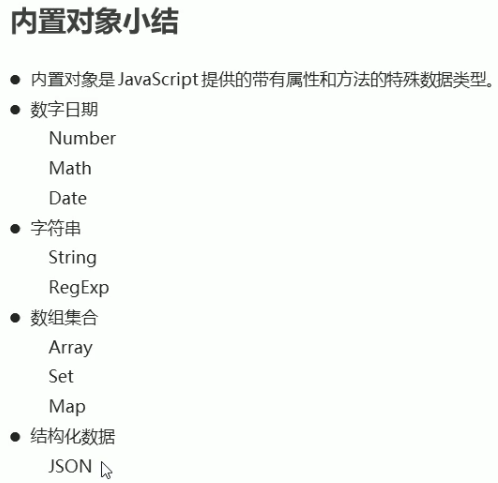 内置对象小结
● 内置对象是 JavaScript 提供的带有属性和方法的特殊数据类型。
● 数字日期
Number
Math
Date
● 字符串
String
RegExp
● 数组集合
Array
Set
Map
● 结构化数据
JSON